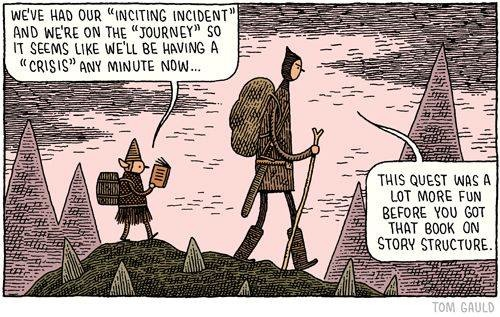 WE'VE HAD OUR "INCITING INCIDENT"
AND WE'RE ON THE "JOURNEY" SO
IT SEEMS LIKE WE'LL BE HAVING A
"CRISIS" ANY MINUTE NOW...
THIS QUEST WAS A
LOT MORE FUN
BEFORE YOU GOT
THAT BOOK ON
STORY STRUCTURE.
TOM GAULD